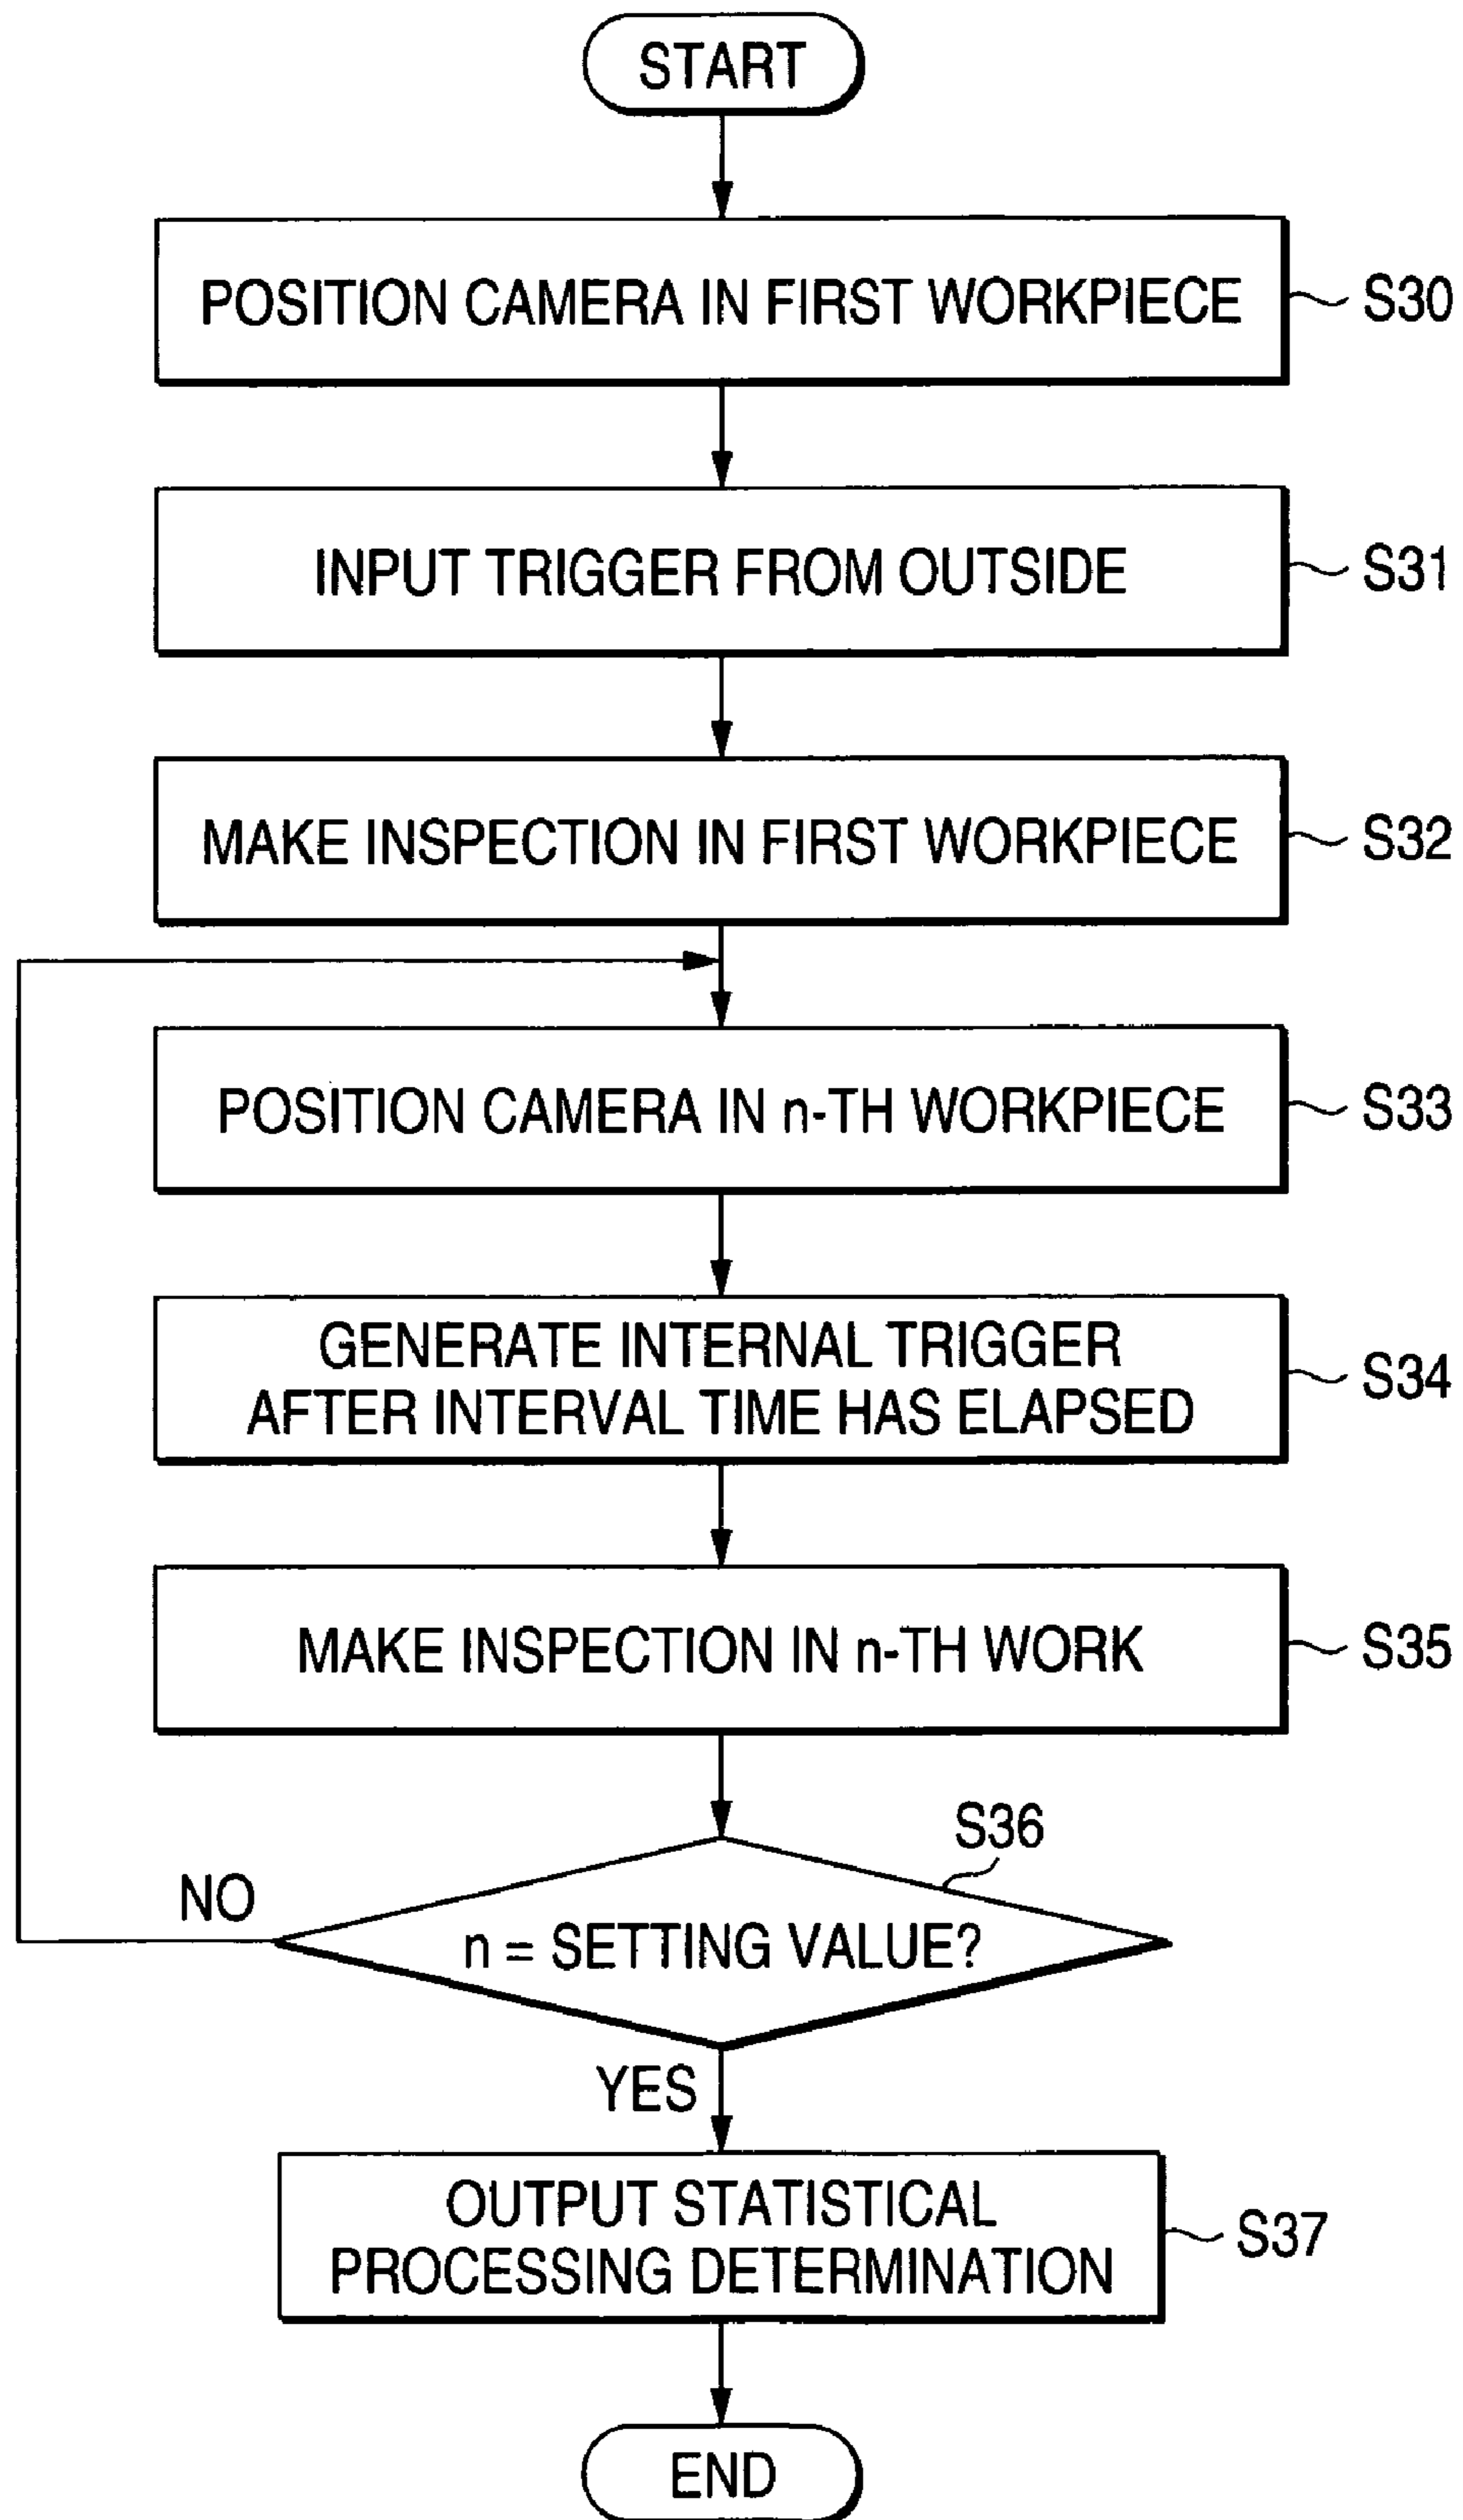 START
POSITION CAMERA IN FIRST WORKPIECE
S30
INPUT TRIGGER FROM OUTSIDE
S31
MAKE INSPECTION IN FIRST WORKPIECE
S32
POSITION CAMERA IN n-TH WORKPIECE
S33
GENERATE INTERNAL TRIGGER
AFTER INTERVAL TIME HAS ELAPSED
S34
MAKE INSPECTION IN n-TH WORK
S35
S36
NO
n = SETTING VALUE?
YES
OUTPUT STATISTICAL
PROCESSING DETERMINATION
S37
END